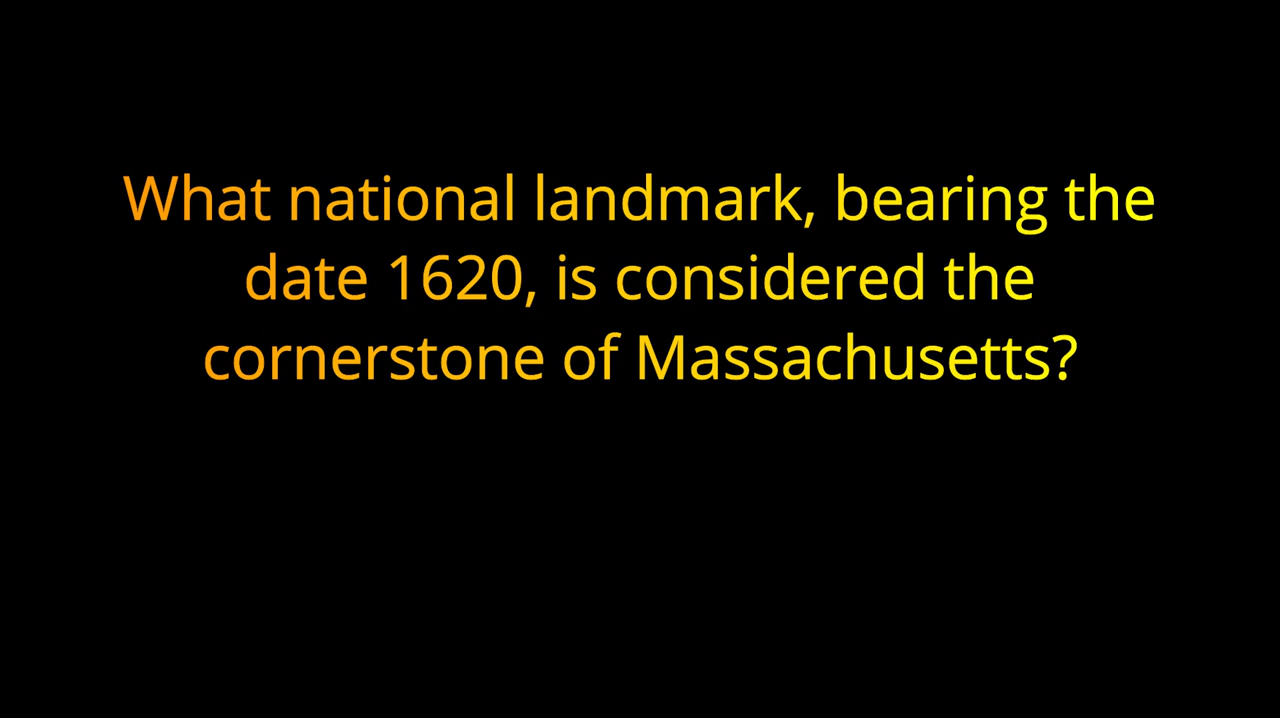 What national landmark, bearing the
date 1620, is considered the
cornerstone of Massachusetts?